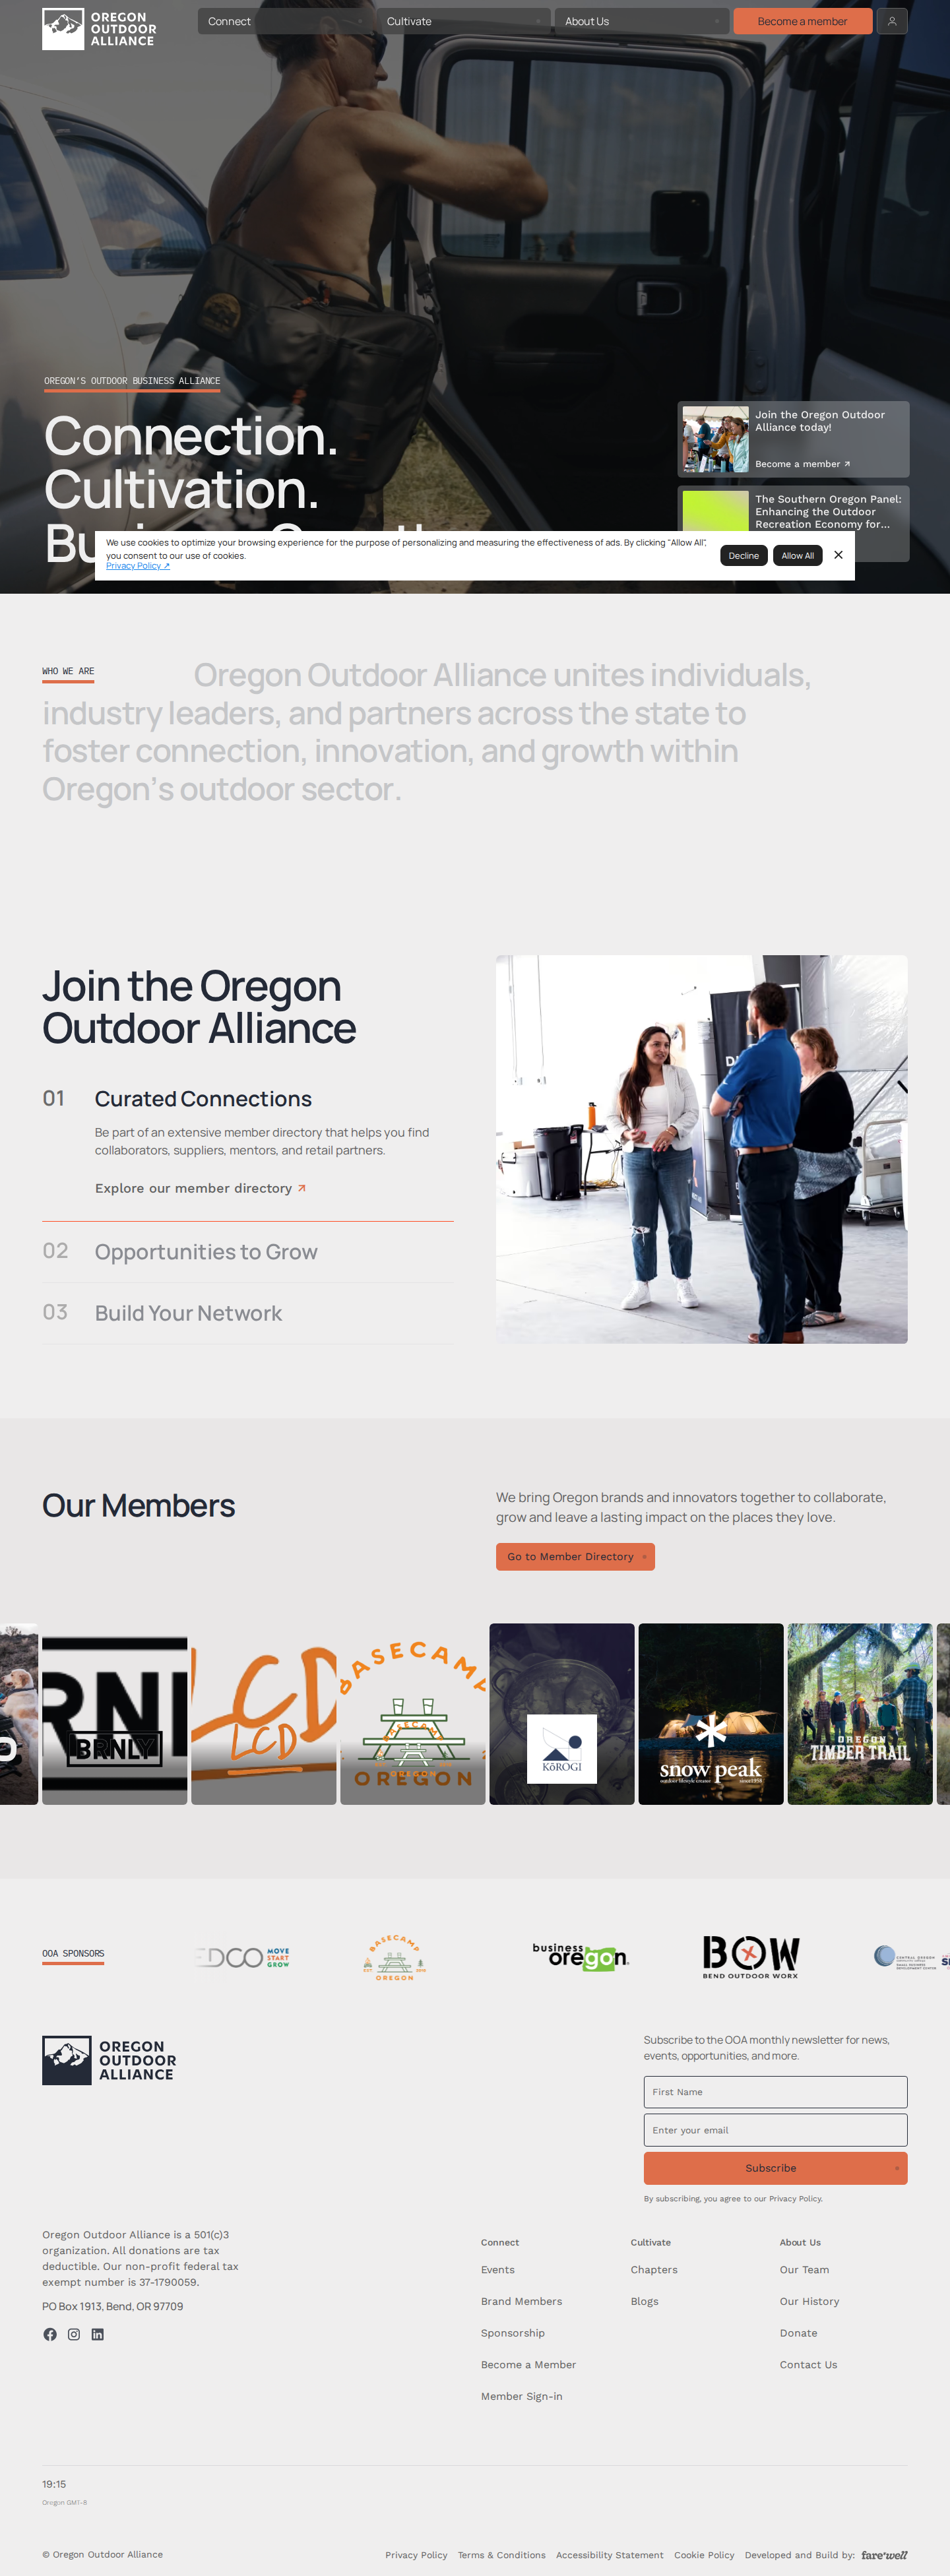 OREGON
OUTDOOR
ALLIANCE
Connect
Cultivate
About Us
Become a member
OREGON'S OUTDOOR BUSINESS ALLIANCE
Connection.
Cultivation.
Join the Oregon Outdoor
Alliance today!
Become a member ↗
The Southern Oregon Panel:
Enhancing the Outdoor
Recreation Economy for...
We use cookies to optimize your browsing experience for the purpose of personalizing and measuring the effectiveness of ads. By clicking "Allow All",
you consent to our use of cookies.
Privacy Policy ↗
Decline
Allow All
WHO WE ARE
Oregon Outdoor Alliance unites individuals,
industry leaders, and partners across the state to
foster connection, innovation, and growth within
Oregon's outdoor sector.
Join the Oregon
Outdoor Alliance
01
Curated Connections
Be part of an extensive member directory that helps you find
collaborators, suppliers, mentors, and retail partners.
Explore our member directory ↗
02
Opportunities to Grow
03
Build Your Network
Our Members
We bring Oregon brands and innovators together to collaborate,
grow and leave a lasting impact on the places they love.
Go to Member Directory
BRNLY
LCD
LCD
BASECAMP
OREGON
KōROGI
snow peak
outdoor lifestyle creator since1958
OREGON
TIMBER TRAIL
OOA SPONSORS
EDCO
MOVE
START
GROW
BASECAMP
OREGON
business
oregon
BOW
BEND OUTDOOR WORX
OREGON
OUTDOOR
ALLIANCE
Subscribe to the OOA monthly newsletter for news,
events, opportunities, and more.
First Name
Enter your email
Subscribe
By subscribing, you agree to our Privacy Policy.
Oregon Outdoor Alliance is a 501(c)3
organization. All donations are tax
deductible. Our non-profit federal tax
exempt number is 37-1790059.
PO Box 1913, Bend, OR 97709
Connect
Events
Brand Members
Sponsorship
Become a Member
Member Sign-in
Cultivate
Chapters
Blogs
About Us
Our Team
Our History
Donate
Contact Us
19:15
Oregon GMT-8
© Oregon Outdoor Alliance
Privacy Policy
Terms & Conditions
Accessibility Statement
Cookie Policy
Developed and Build by:
farewell